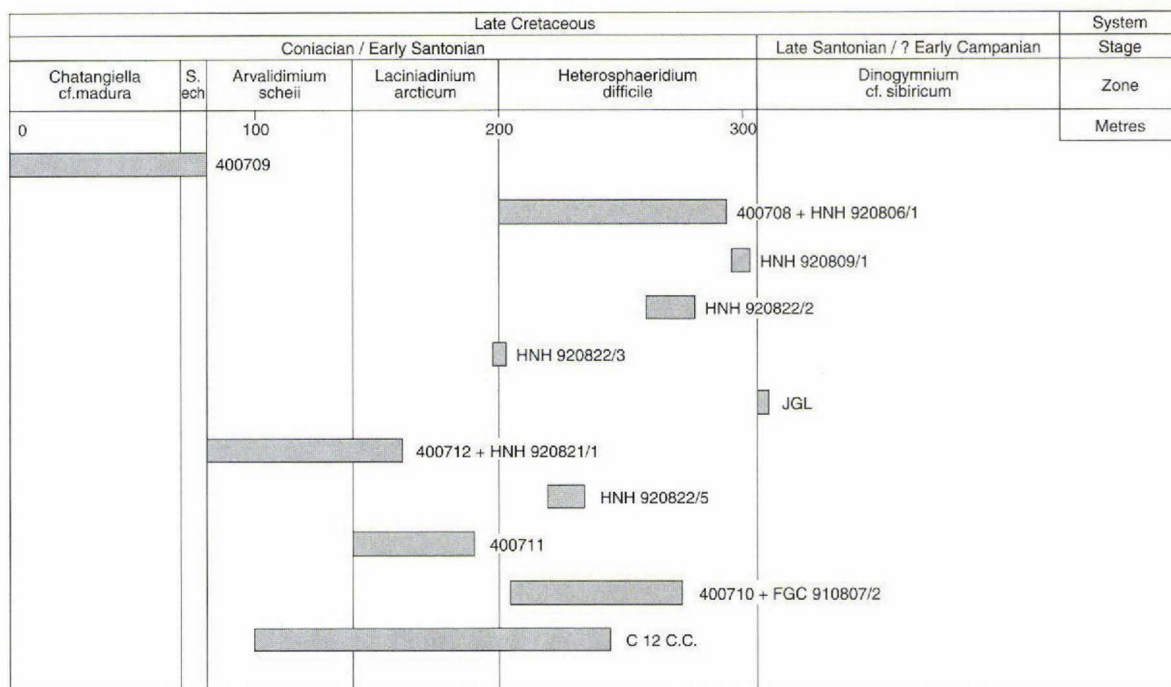 Late Cretaceous
System
Coniacian / Early Santonian
Late Santonian / ? Early Campanian
Stage
Chatangiella
cf.madura
S.
ech
Arvalidimium
scheii
Laciniadinium
arcticum
Heterosphaeridium
difficile
Dinogymnium
cf. sibiricum
Zone
0
100
200
300
Metres
400709
400708 + HNH 920806/1
HNH 920809/1
HNH 920822/2
HNH 920822/3
JGL
400712 + HNH 920821/1
HNH 920822/5
400711
400710 + FGC 910807/2
C 12 C.C.